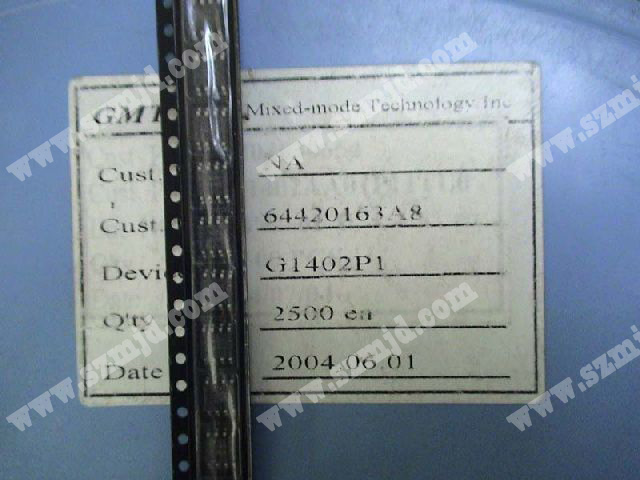 GMT Mixed-mode Technology Inc
Cust. NA
Cust. 64420163A8
Device G1402P1
Q'ty 2500 ea
Date 2004.06.01
www.szmjd.com
www.szmjd.com
www.szmjd.com
www.szmjd.com